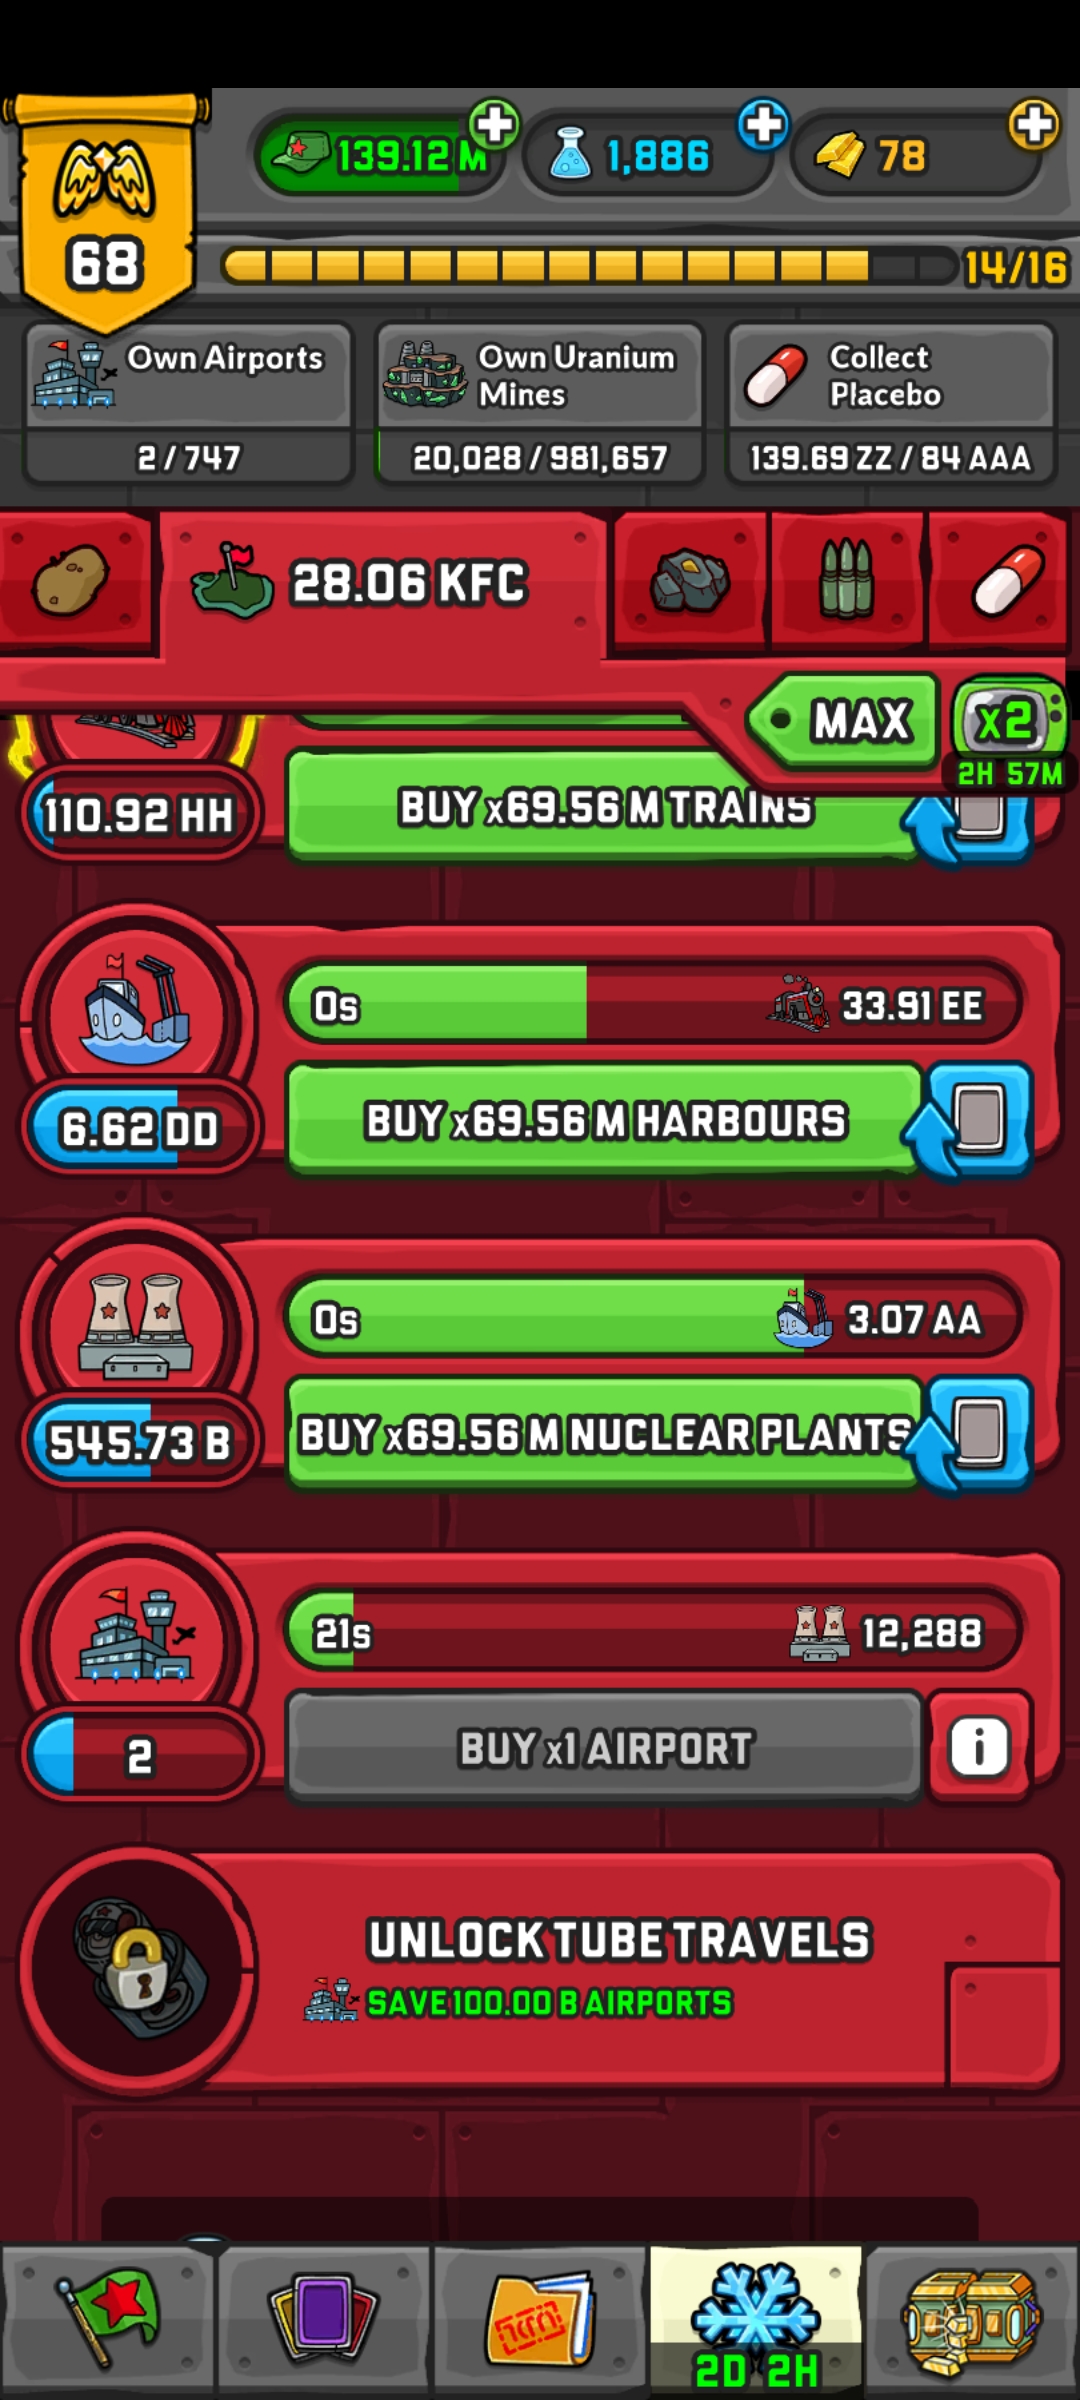 139.12 M
1,886
78
68
14/16
Own Airports
2 / 747
Own Uranium
Mines
20,028 / 981,657
Collect
Placebo
139.69 ZZ / 84 AAA
28.06 KFC
MAX
x2
2H 57M
110.92 HH
BUY x69.56 M TRAINS
0s
33.91 EE
6.62 DD
BUY x69.56 M HARBOURS
0s
3.07 AA
545.73 B
BUY x69.56 M NUCLEAR PLANTS
21s
12,288
2
BUY x1 AIRPORT
i
UNLOCK TUBE TRAVELS
SAVE 100.00 B AIRPORTS
2D 2H